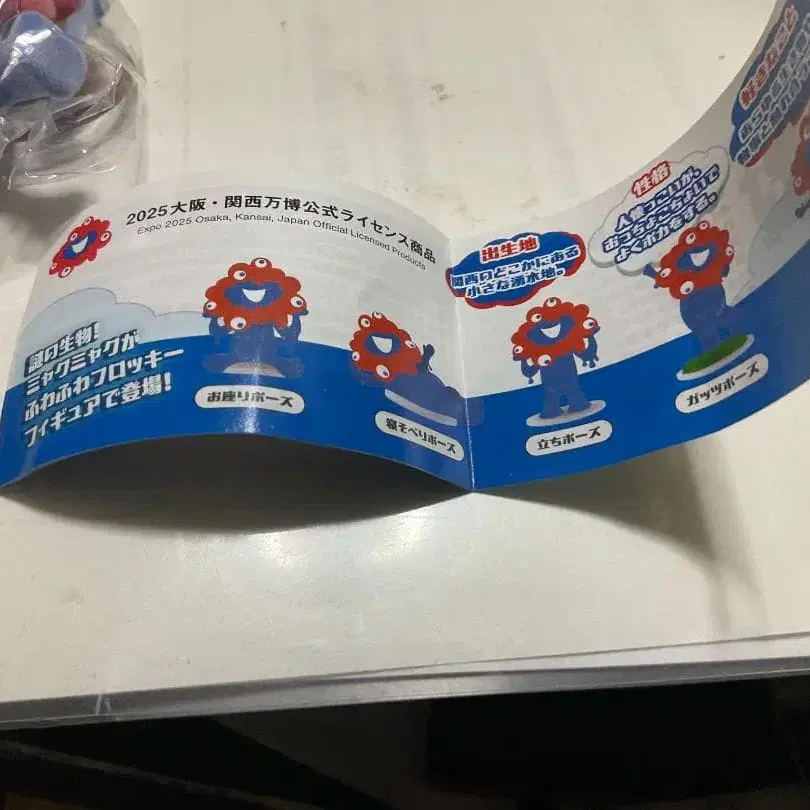 2025大阪・関西万博公式ライセンス商品
Expo 2025 Osaka, Kansai, Japan Official Licensed Products
謎の生物!
ミャクミャクが
ふわふわフロッキー
フィギュアで登場!
お座りポーズ
寝そべりポーズ
出生地
関西のどこかにある
小さな湧水地。
立ちポーズ
性格
人懐っこいが、
おっちょこちょいで
よくポカをする。
ガッツポーズ
好きなこと